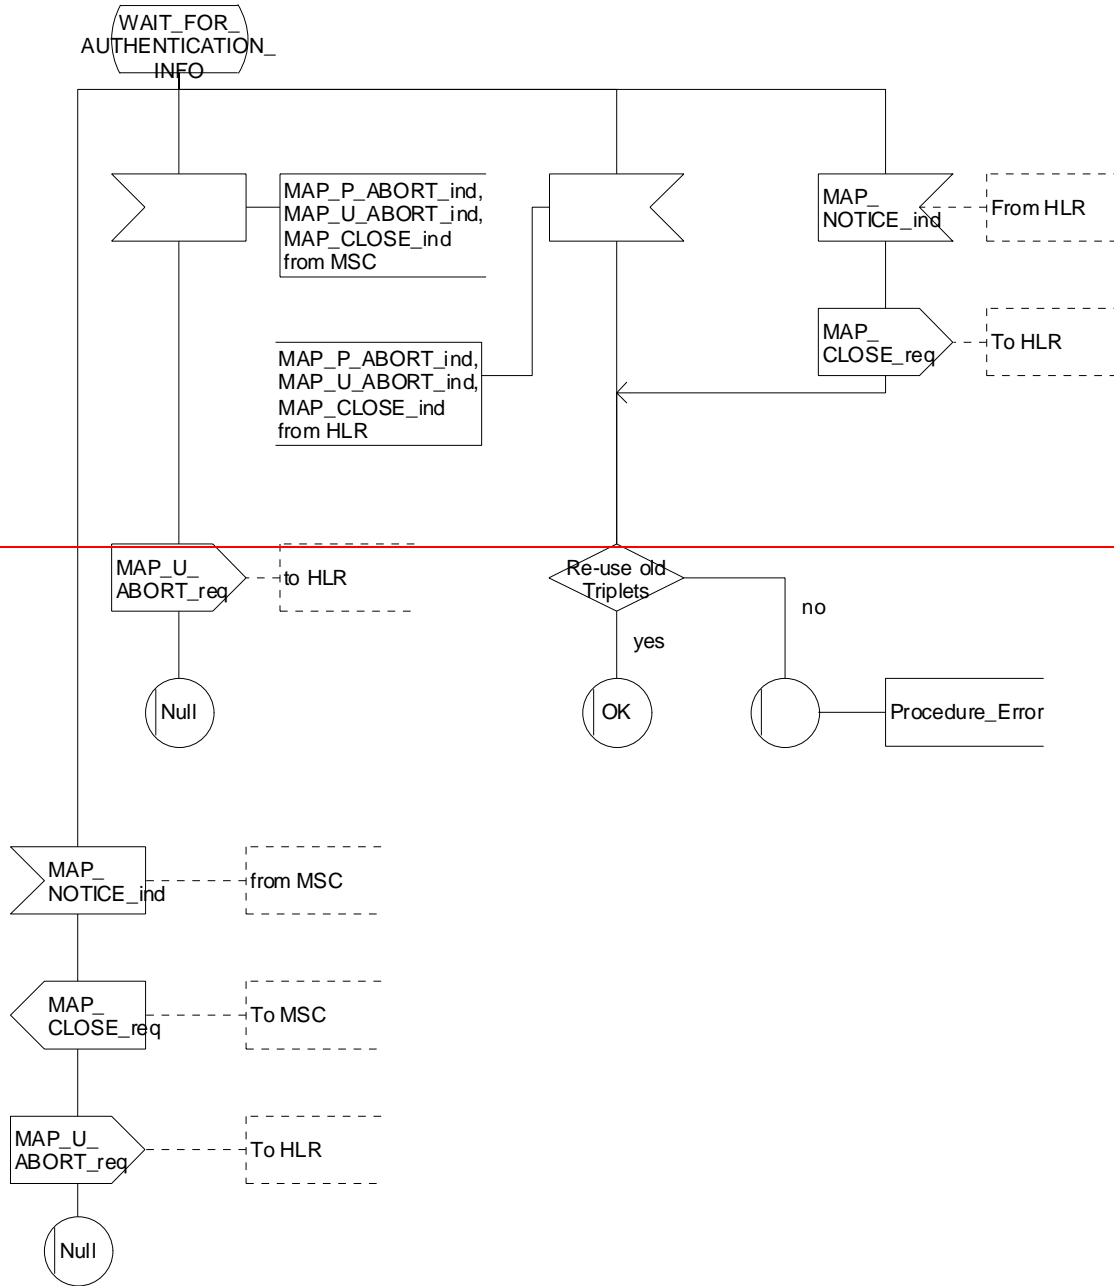 WAIT_FOR_
AUTHENTICATION_
INFO
MAP_P_ABORT_ind,
MAP_U_ABORT_ind,
MAP_CLOSE_ind
from MSC
MAP_
NOTICE_ind
From HLR
MAP_P_ABORT_ind,
MAP_U_ABORT_ind,
MAP_CLOSE_ind
from HLR
MAP_
CLOSE_req
To HLR
MAP_U_
ABORT_req
to HLR
Re-use old
Triplets
no
yes
Null
OK
Procedure_Error
MAP_
NOTICE_ind
from MSC
MAP_
CLOSE_req
To MSC
MAP_U_
ABORT_req
To HLR
Null